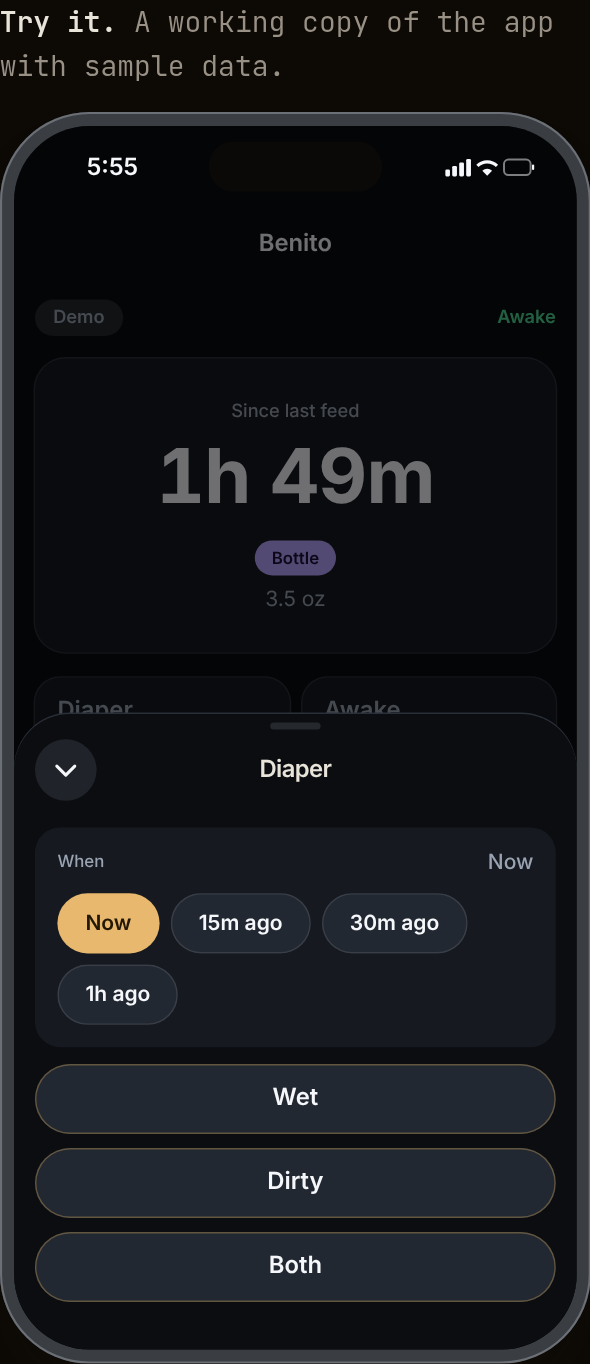 Try it. A working copy of the app
with sample data.
5:55
Benito
Demo
Awake
Since last feed
1h 49m
Bottle
3.5 oz
Diaper
Awake
Diaper
When
Now
Now
15m ago
30m ago
1h ago
Wet
Dirty
Both